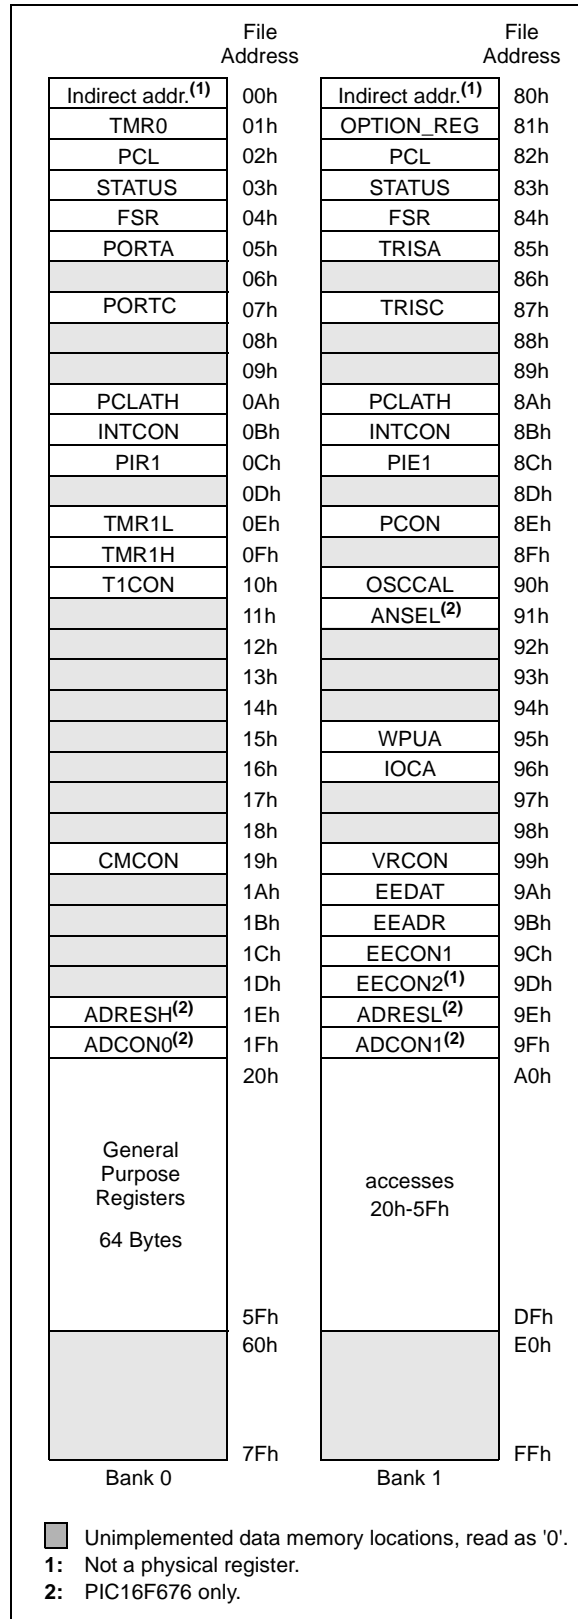 File Address File Address
Indirect addr.(1) 00h Indirect addr.(1) 80h
TMR0 01h OPTION_REG 81h
PCL 02h PCL 82h
STATUS 03h STATUS 83h
FSR 04h FSR 84h
PORTA 05h TRISA 85h
06h 86h
PORTC 07h TRISC 87h
08h 88h
09h 89h
PCLATH 0Ah PCLATH 8Ah
INTCON 0Bh INTCON 8Bh
PIR1 0Ch PIE1 8Ch
0Dh 8Dh
TMR1L 0Eh PCON 8Eh
TMR1H 0Fh 8Fh
T1CON 10h OSCCAL 90h
11h ANSEL(2) 91h
12h 92h
13h 93h
14h 94h
15h WPUA 95h
16h IOCA 96h
17h 97h
18h 98h
CMCON 19h VRCON 99h
1Ah EEDAT 9Ah
1Bh EEADR 9Bh
1Ch EECON1 9Ch
1Dh EECON2(1) 9Dh
ADRESH(2) 1Eh ADRESL(2) 9Eh
ADCON0(2) 1Fh ADCON1(2) 9Fh
20h A0h
General
Purpose
Registers
64 Bytes
accesses
20h-5Fh
5Fh DFh
60h E0h
7Fh FFh
Bank 0 Bank 1
Unimplemented data memory locations, read as '0'.
1: Not a physical register.
2: PIC16F676 only.